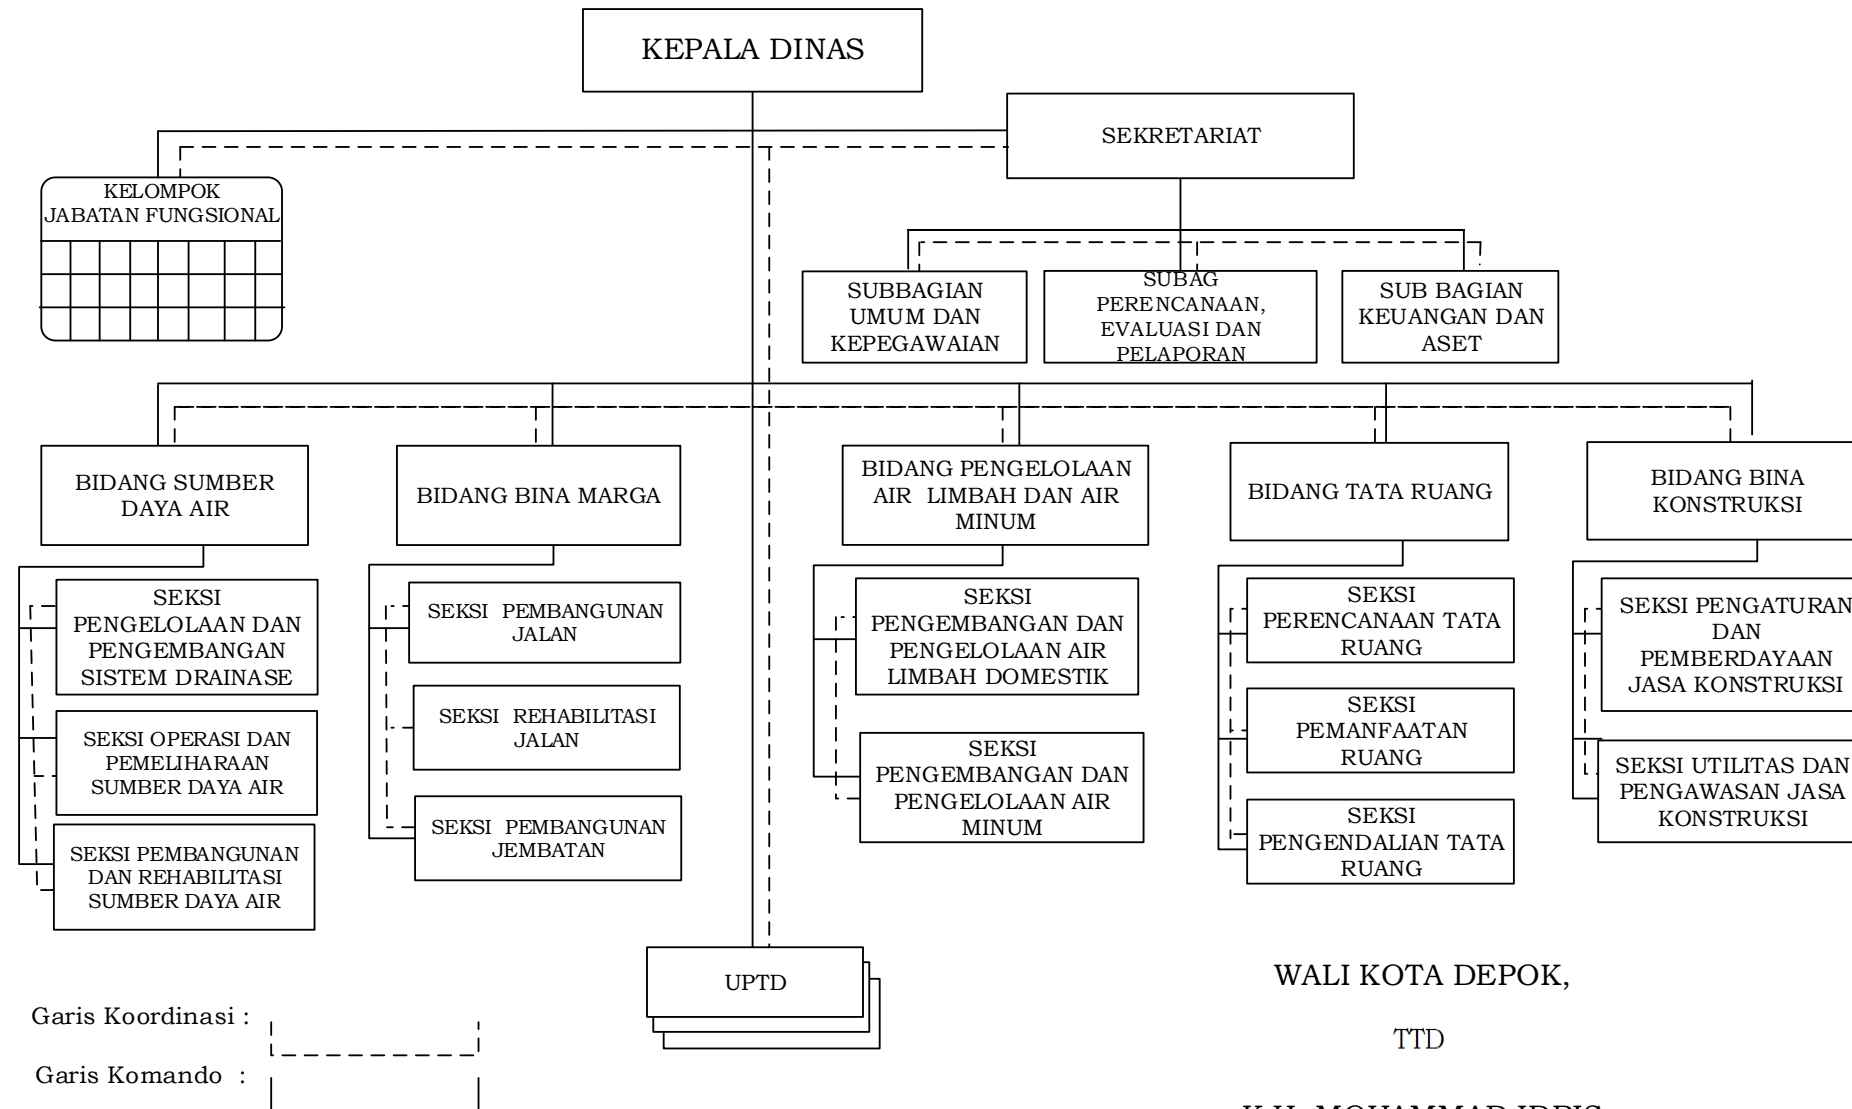 KEPALA DINAS
SEKRETARIAT
KELOMPOK
JABATAN FUNGSIONAL
SUBBAGIAN
UMUM DAN
KEPEGAWAIAN
SUBAG
PERENCANAAN,
EVALUASI DAN
PELAPORAN
SUB BAGIAN
KEUANGAN DAN
ASET
BIDANG SUMBER
DAYA AIR
BIDANG BINA MARGA
BIDANG PENGELOLAAN
AIR LIMBAH DAN AIR
MINUM
BIDANG TATA RUANG
BIDANG BINA
KONSTRUKSI
SEKSI
PENGELOLAAN DAN
PENGEMBANGAN
SISTEM DRAINASE
SEKSI OPERASI DAN
PEMELIHARAAN
SUMBER DAYA AIR
SEKSI PEMBANGUNAN
DAN REHABILITASI
SUMBER DAYA AIR
SEKSI PEMBANGUNAN
JALAN
SEKSI REHABILITASI
JALAN
SEKSI PEMBANGUNAN
JEMBATAN
SEKSI
PENGEMBANGAN DAN
PENGELOLAAN AIR
LIMBAH DOMESTIK
SEKSI
PENGEMBANGAN DAN
PENGELOLAAN AIR
MINUM
SEKSI
PERENCANAAN TATA
RUANG
SEKSI
PEMANFAATAN
RUANG
SEKSI
PENGENDALIAN TATA
RUANG
SEKSI PENGATURAN
DAN
PEMBERDAYAAN
JASA KONSTRUKSI
SEKSI UTILITAS DAN
PENGAWASAN JASA
KONSTRUKSI
UPTD
Garis Koordinasi :
Garis Komando :
WALI KOTA DEPOK,
TTD
K.H. MOHAMMAD IDRIS